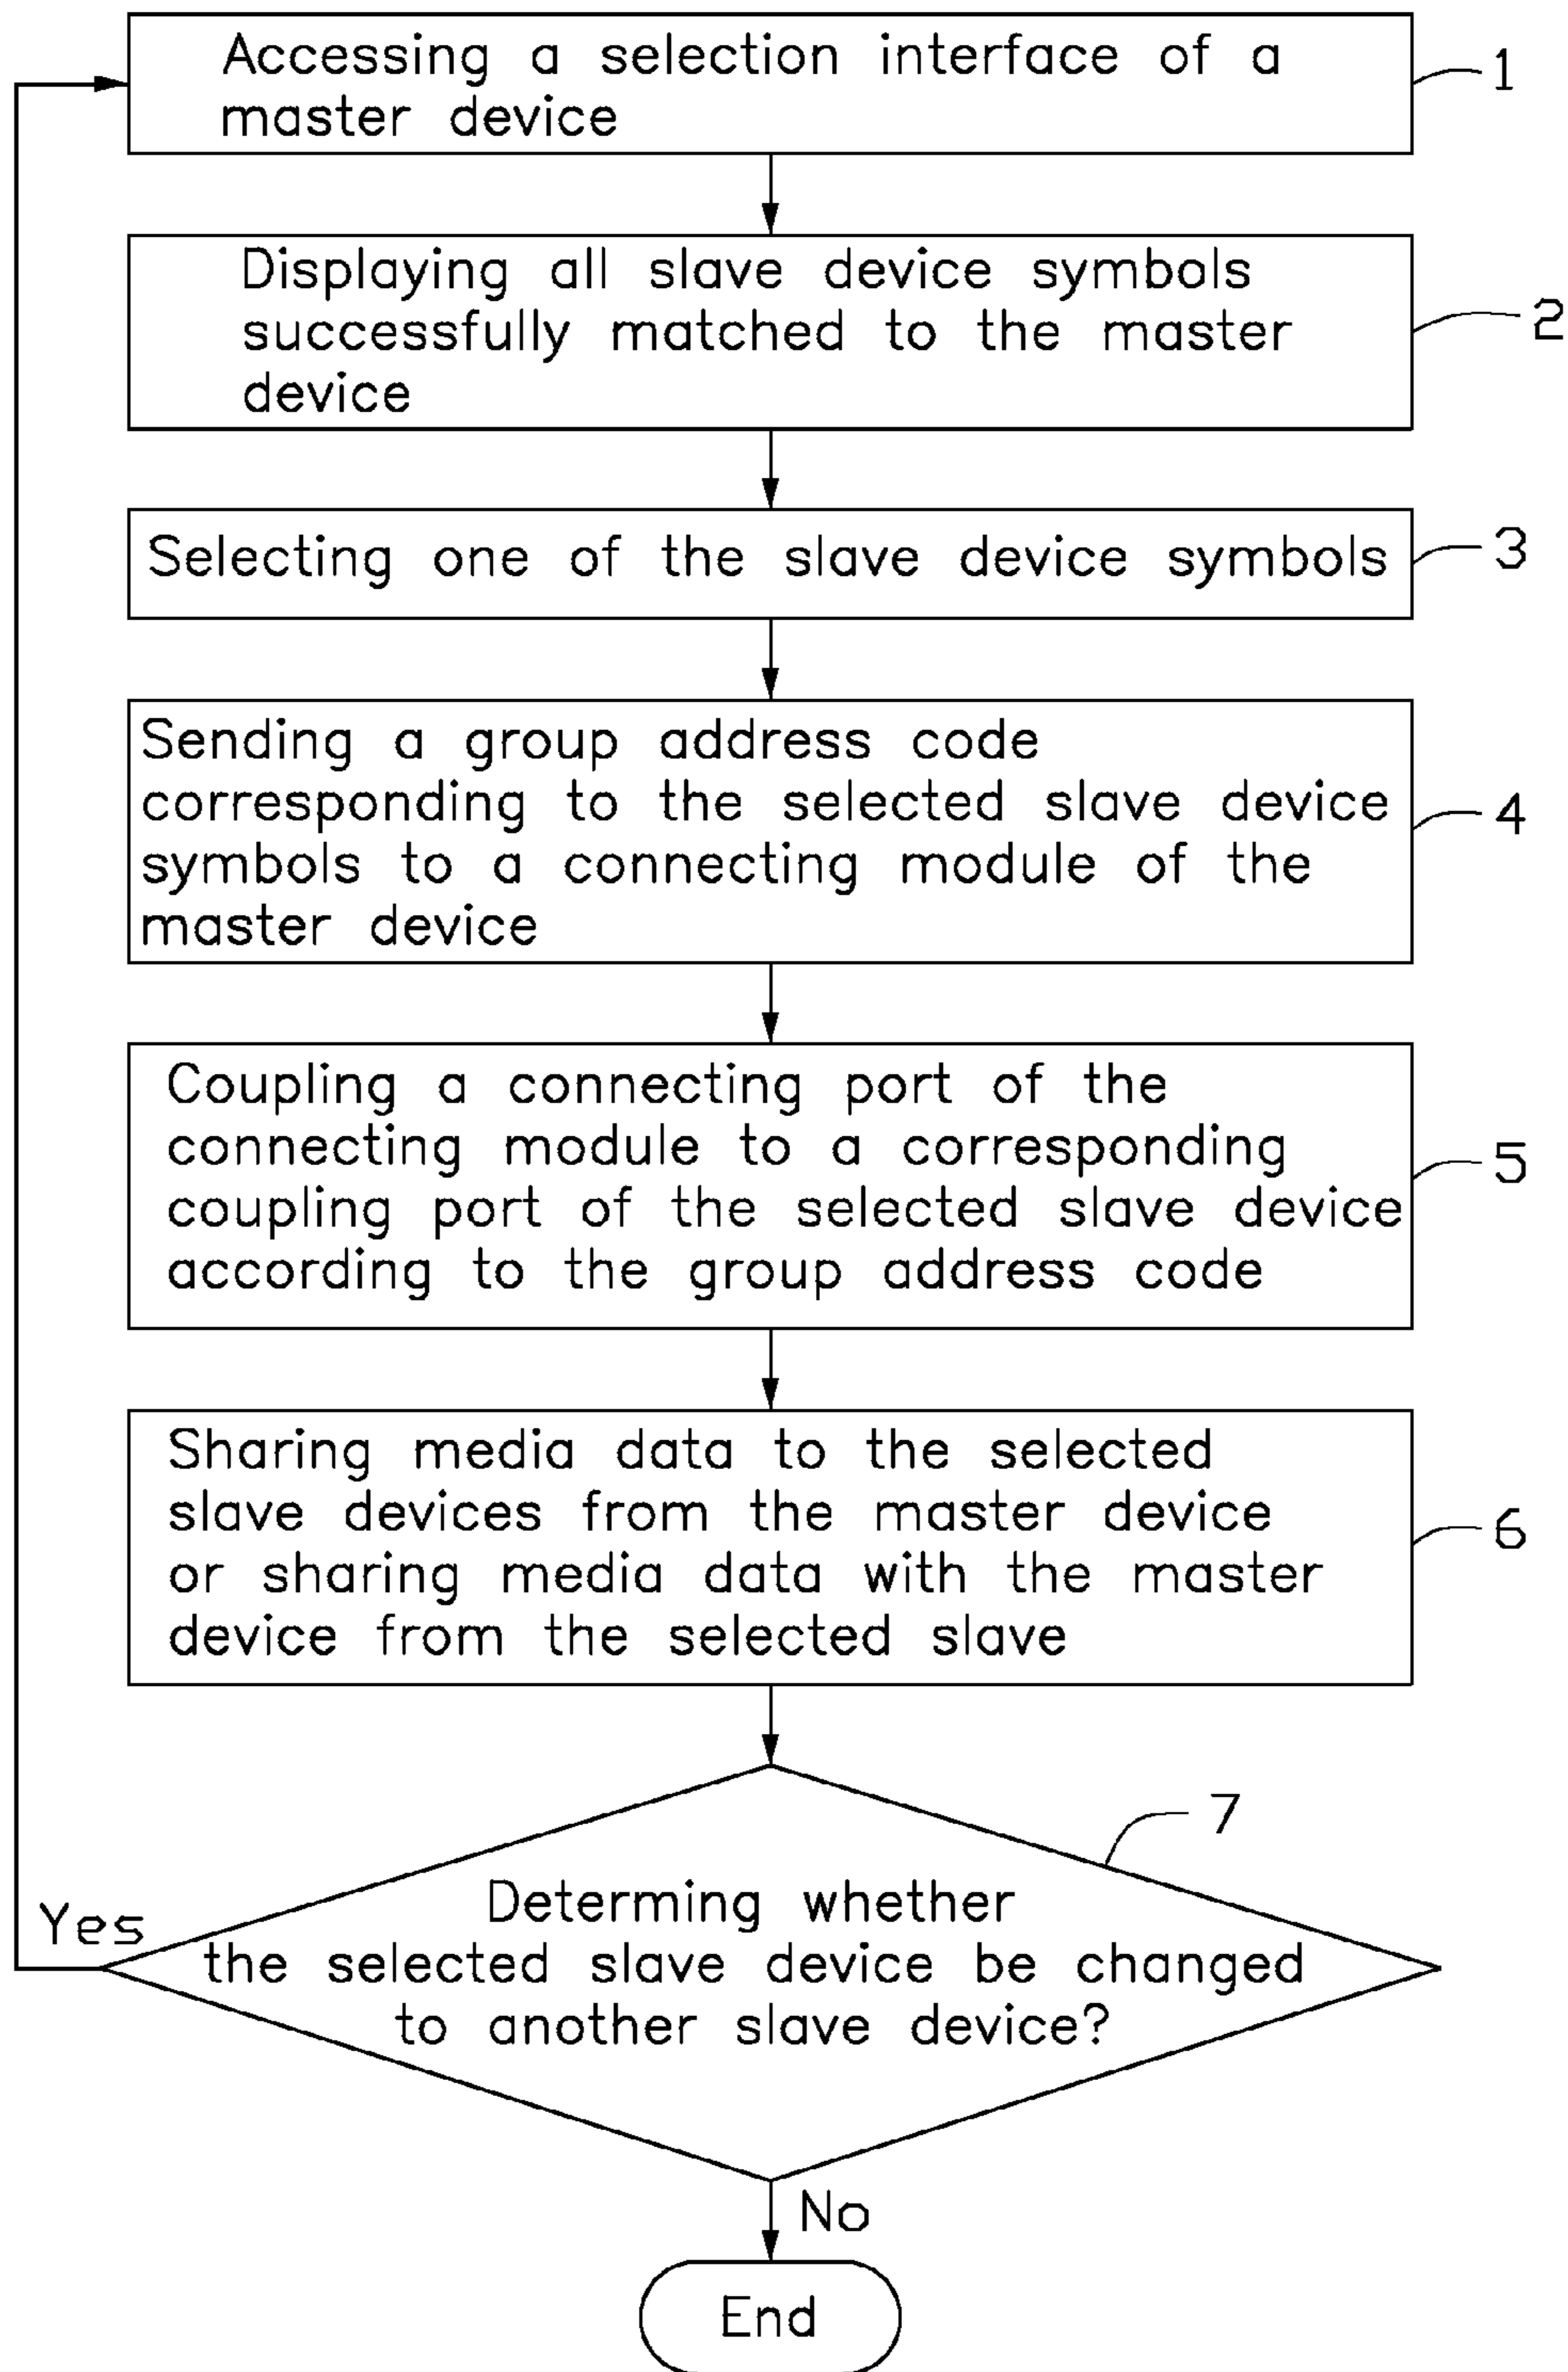 Accessing a selection interface of a
master device
1
Displaying all slave device symbols
successfully matched to the master
device
2
Selecting one of the slave device symbols
3
Sending a group address code
corresponding to the selected slave device
symbols to a connecting module of the
master device
4
Coupling a connecting port of the
connecting module to a corresponding
coupling port of the selected slave device
according to the group address code
5
Sharing media data to the selected
slave devices from the master device
or sharing media data with the master
device from the selected slave
6
7
Determing whether
the selected slave device be changed
to another slave device?
Yes
No
End